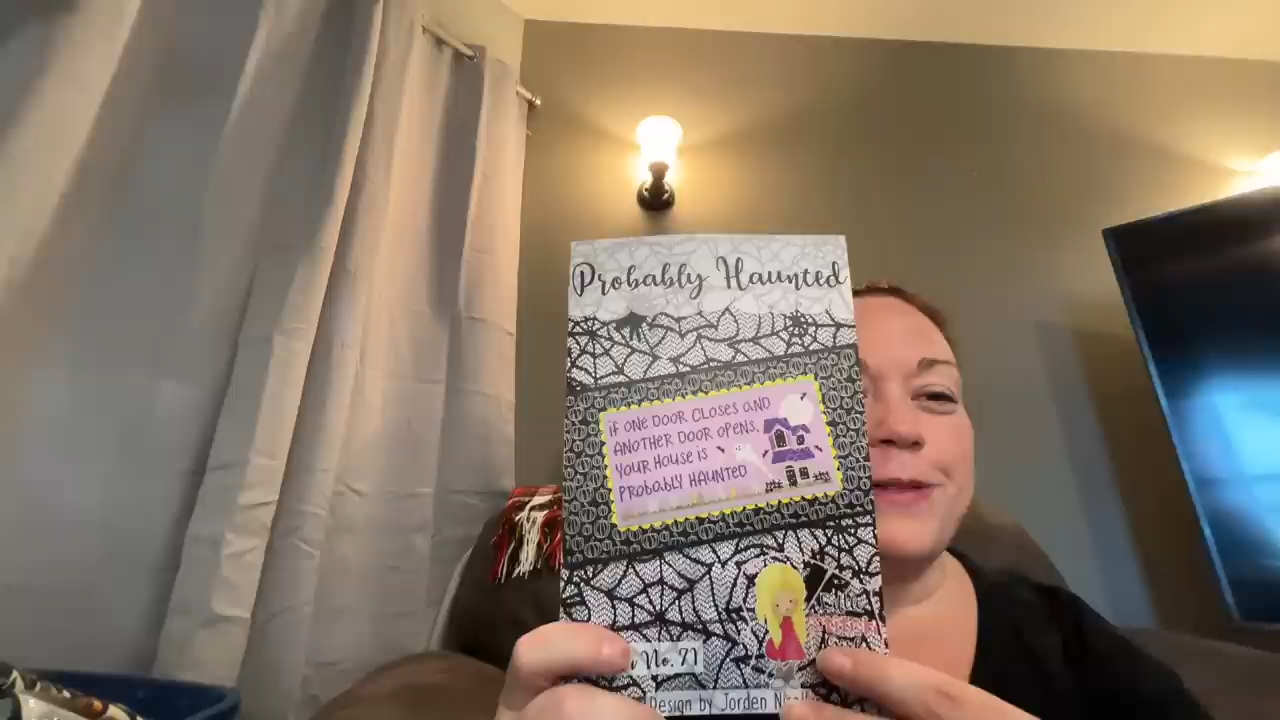 Probably Haunted
IF ONE DOOR CLOSES AND
ANOTHER DOOR OPENS,
YOUR HOUSE IS
PROBABLY HAUNTED
No. 71
Design by Jorden